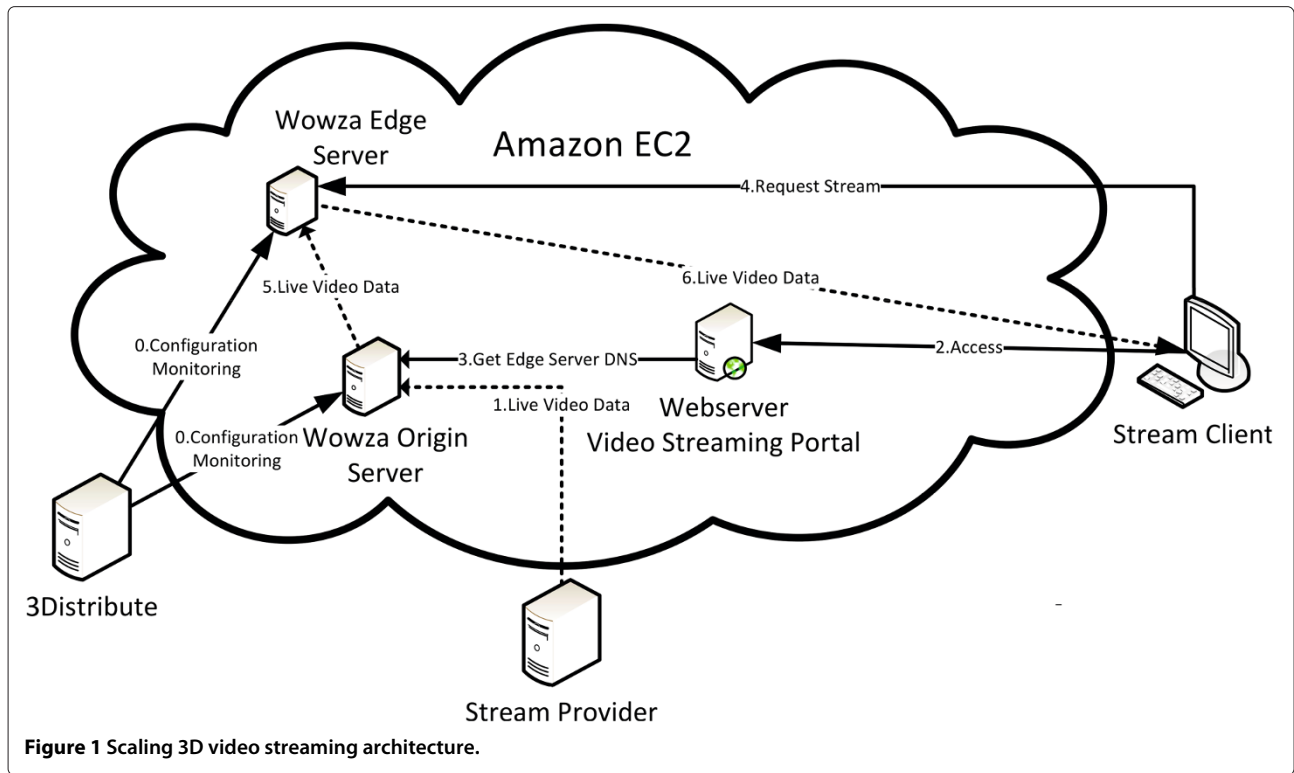 Wowza Edge
Server
Amazon EC2
4.Request Stream
5.Live Video Data
6.Live Video Data
0.Configuration
Monitoring
3.Get Edge Server DNS
2.Access
1.Live Video Data
0.Configuration
Monitoring
Wowza Origin
Server
Webserver
Video Streaming Portal
Stream Client
3Distribute
Stream Provider
Figure 1 Scaling 3D video streaming architecture.